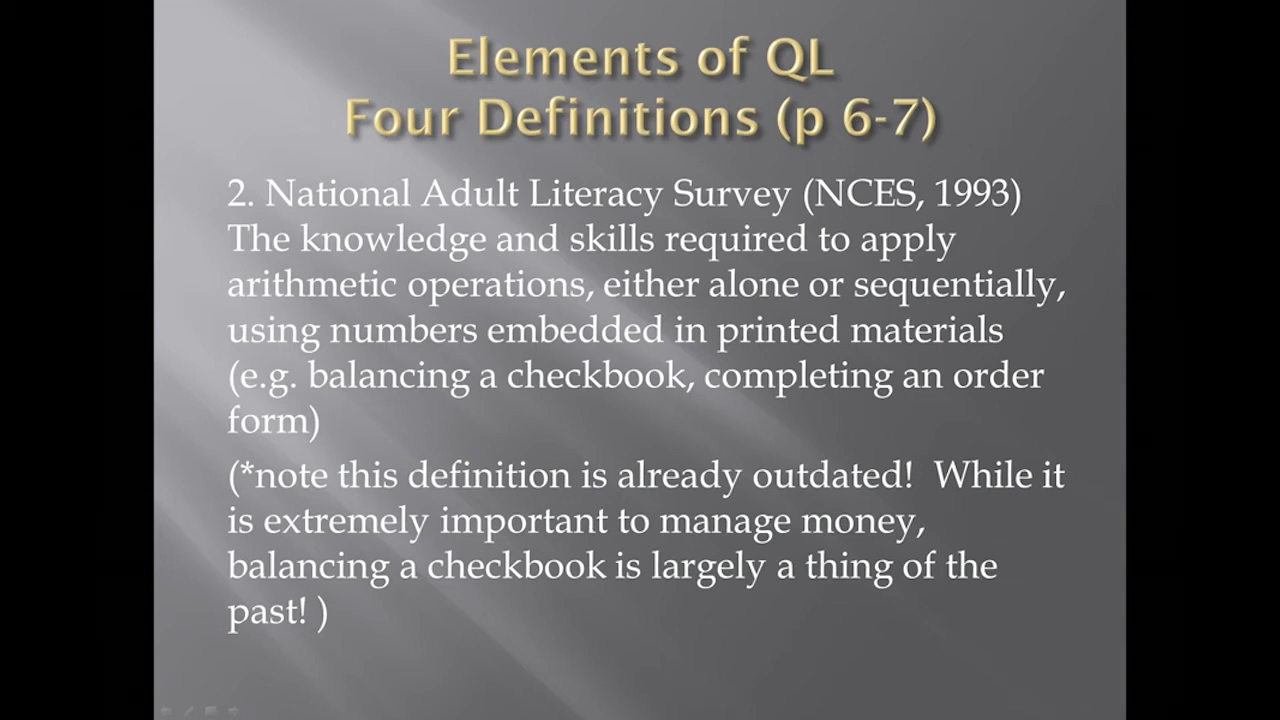 Elements of QL
Four Definitions (p 6-7)
2. National Adult Literacy Survey (NCES, 1993)
The knowledge and skills required to apply
arithmetic operations, either alone or sequentially,
using numbers embedded in printed materials
(e.g. balancing a checkbook, completing an order
form)
(*note this definition is already outdated!  While it
is extremely important to manage money,
balancing a checkbook is largely a thing of the
past! )